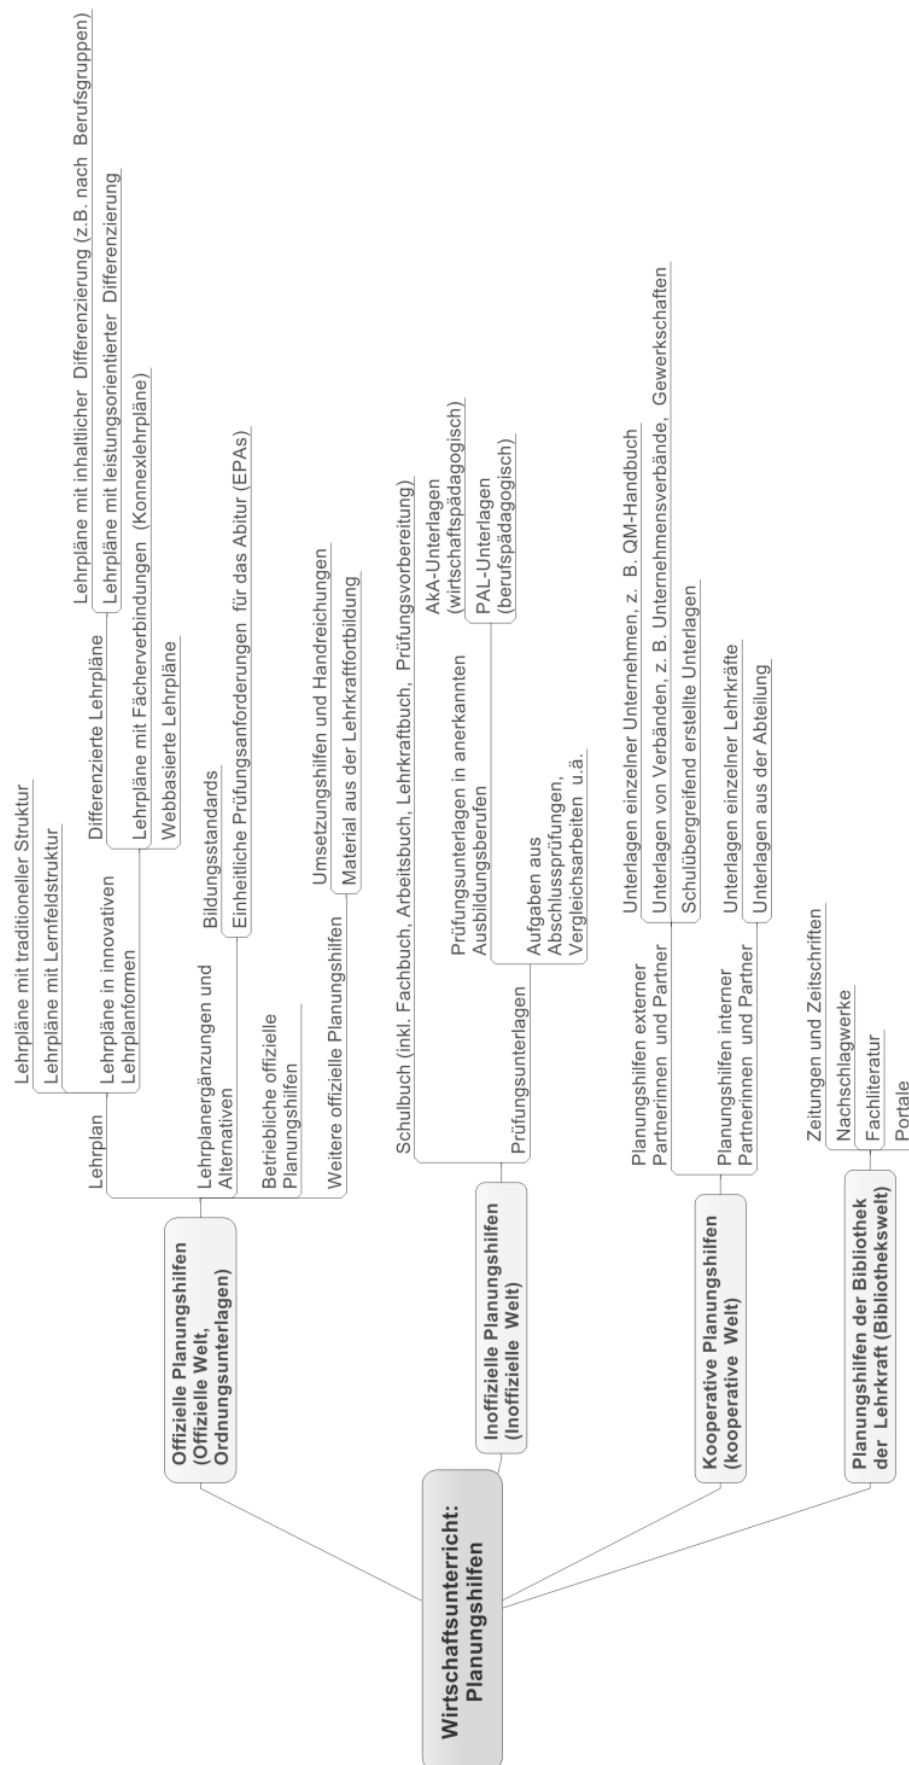 Wirtschaftsunterricht:
Planungshilfen
Offizielle Planungshilfen
(Offizielle Welt,
Ordnungsunterlagen)
Lehrplan
Lehrpläne mit traditioneller Struktur
Lehrpläne mit Lernfeldstruktur
Lehrpläne in innovativen
Lehrplanformen
Differenzierte Lehrpläne
Lehrpläne mit inhaltlicher Differenzierung (z.B. nach Berufsgruppen)
Lehrpläne mit leistungsorientierter Differenzierung
Lehrpläne mit Fächerverbindungen (Konnexlehrpläne)
Webbasierte Lehrpläne
Lehrplanergänzungen und
Alternativen
Bildungsstandards
Einheitliche Prüfungsanforderungen für das Abitur (EPAs)
Betriebliche offizielle
Planungshilfen
Weitere offizielle Planungshilfen
Umsetzungshilfen und Handreichungen
Material aus der Lehrkraftfortbildung
Inoffizielle Planungshilfen
(Inoffizielle Welt)
Schulbuch (inkl. Fachbuch, Arbeitsbuch, Lehrkraftbuch, Prüfungsvorbereitung)
Prüfungsunterlagen
Prüfungsunterlagen in anerkannten
Ausbildungsberufen
AkA-Unterlagen
(wirtschaftspädagogisch)
PAL-Unterlagen
(berufspädagogisch)
Aufgaben aus
Abschlussprüfungen,
Vergleichsarbeiten u.ä.
Kooperative Planungshilfen
(kooperative Welt)
Planungshilfen externer
Partnerinnen und Partner
Unterlagen einzelner Unternehmen, z. B. QM-Handbuch
Unterlagen von Verbänden, z. B. Unternehmensverbände, Gewerkschaften
Schulübergreifend erstellte Unterlagen
Planungshilfen interner
Partnerinnen und Partner
Unterlagen einzelner Lehrkräfte
Unterlagen aus der Abteilung
Planungshilfen der Bibliothek
der Lehrkraft (Bibliothekswelt)
Zeitungen und Zeitschriften
Nachschlagwerke
Fachliteratur
Portale